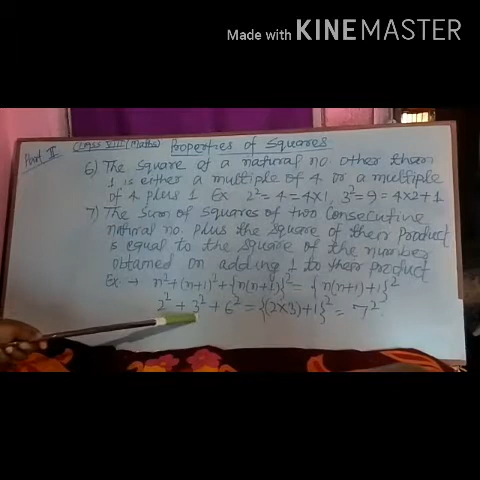 Made with KINEMASTER
Part II
Class VIII (Maths) Properties of Squares
6) The square of a natural no. other than
1 is either a multiple of 4 or a multiple
of 4 plus 1 Ex 2² = 4 = 4×1, 3² = 9 = 4×2+1
7) The Sum of squares of two Consecutive
natural no. plus the square of their product
is equal to the square of the number
obtained on adding 1 to their product
Ex. → n² + (n+1)² + {n(n+1)}² = {n(n+1)+1}²
2² + 3² + 6² = {(2×3)+1}² = 7²